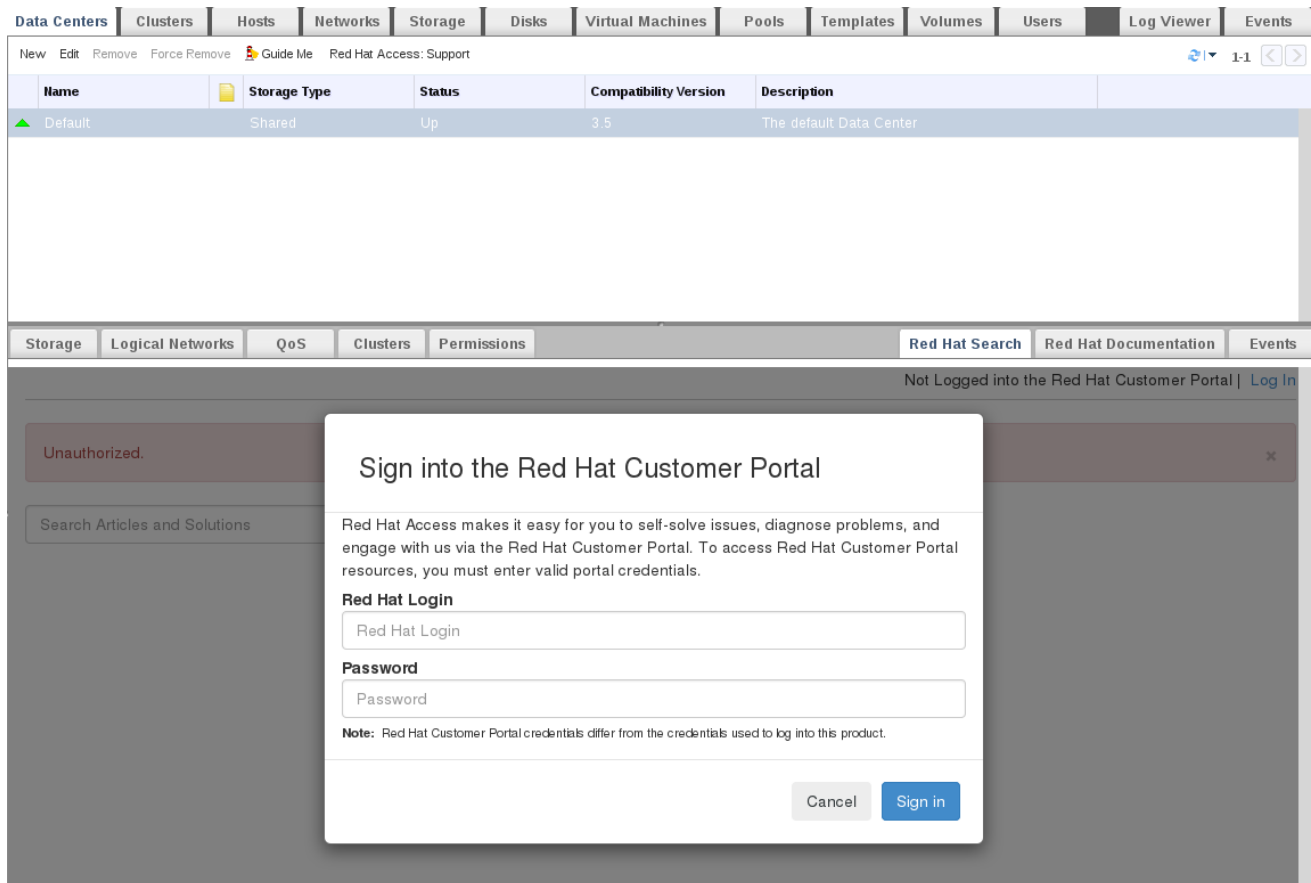 Data Centers Clusters Hosts Networks Storage Disks Virtual Machines Pools Templates Volumes Users Log Viewer Events
New Edit Remove Force Remove Guide Me Red Hat Access: Support 1-1
Name Storage Type Status Compatibility Version Description
Default Shared Up 3.5 The default Data Center
Storage Logical Networks QoS Clusters Permissions Red Hat Search Red Hat Documentation Events
Not Logged into the Red Hat Customer Portal | Log In
Unauthorized. ×
Search Articles and Solutions
Sign into the Red Hat Customer Portal
Red Hat Access makes it easy for you to self-solve issues, diagnose problems, and
engage with us via the Red Hat Customer Portal. To access Red Hat Customer Portal
resources, you must enter valid portal credentials.
Red Hat Login
Red Hat Login
Password
Password
Note: Red Hat Customer Portal credentials differ from the credentials used to log into this product.
Cancel Sign in